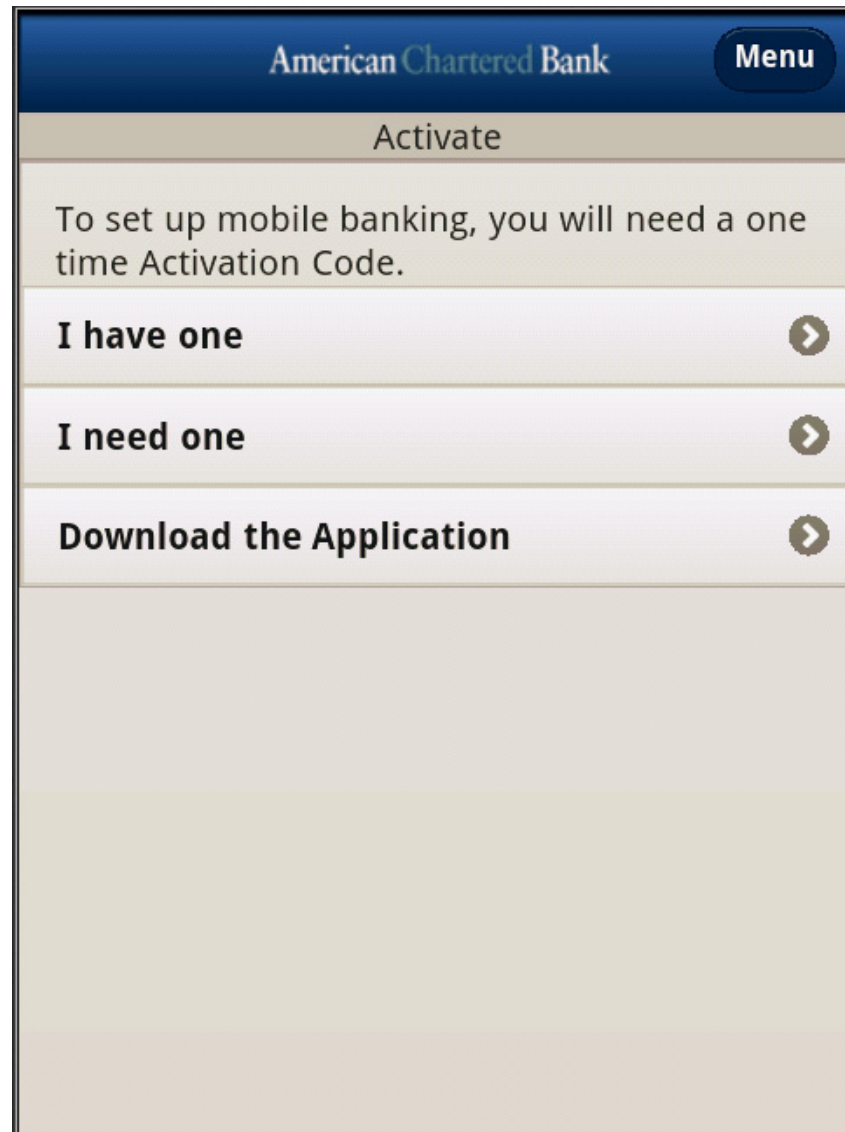 American Chartered Bank
Menu
Activate
To set up mobile banking, you will need a one
time Activation Code.
I have one
I need one
Download the Application